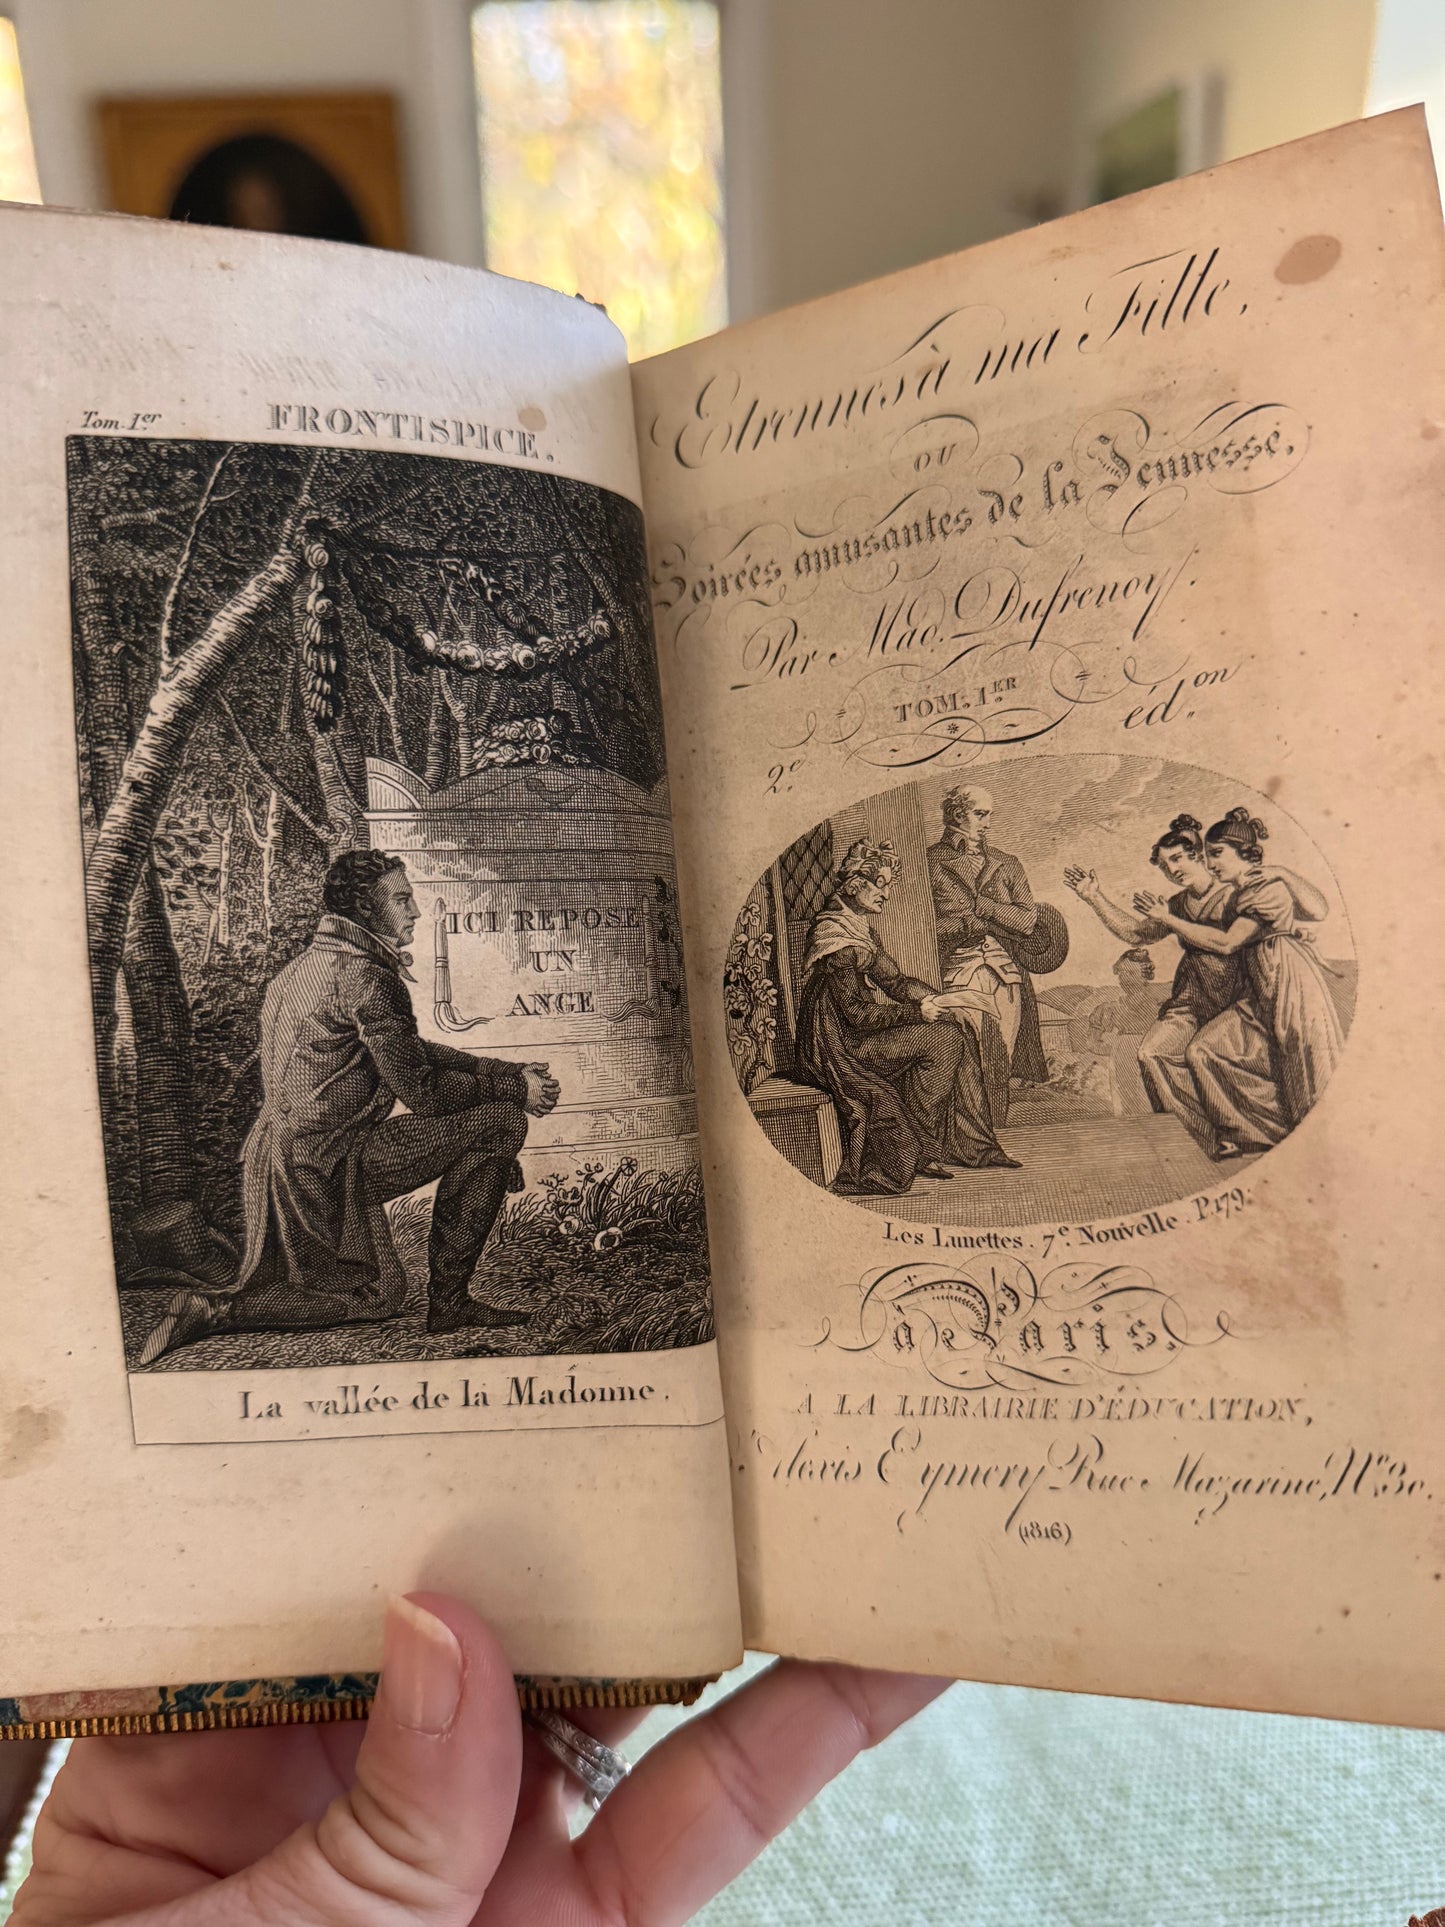 Tom. 1.er
FRONTISPICE.
ICI REPOSE
UN
ANGE
La vallée de la Madonne.
Etrennes à ma Fille,
OU
Soirées amusantes de la Jeunesse,
Par Mad. Dufrenoy.
TOM. 1.ER
2.e éd.on
Les Lunettes. 7.e Nouvelle. P. 179.
à Paris.
A LA LIBRAIRIE D'ÉDUCATION,
Alexis Eymery Rue Mazarine, N.o 30.
(1816)